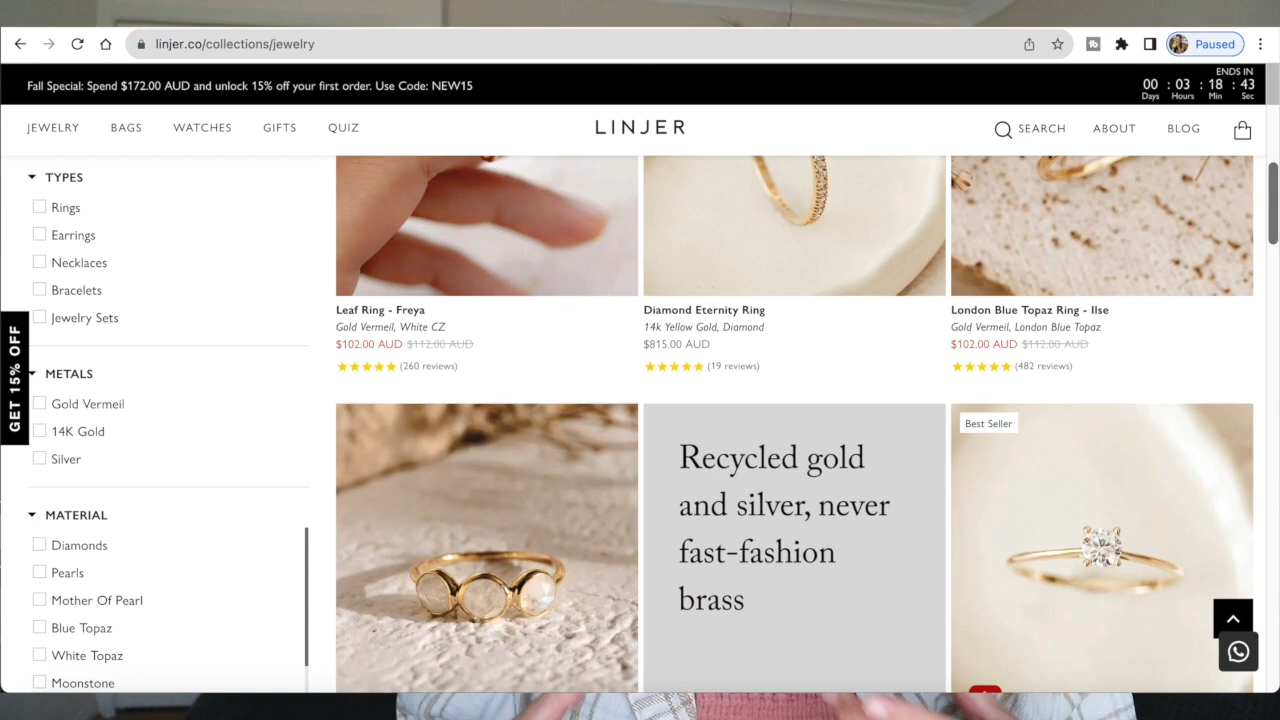 linjer.co/collections/jewelry
Paused
Fall Special: Spend $172.00 AUD and unlock 15% off your first order. Use Code: NEW15
ENDS IN
00 : 03 : 18 : 43
Days Hours Min Sec
JEWELRY BAGS WATCHES GIFTS QUIZ
LINJER
SEARCH ABOUT BLOG
TYPES
Rings
Earrings
Necklaces
Bracelets
Jewelry Sets
METALS
Gold Vermeil
14K Gold
Silver
MATERIAL
Diamonds
Pearls
Mother Of Pearl
Blue Topaz
White Topaz
Moonstone
GET 15% OFF
Leaf Ring - Freya
Gold Vermeil, White CZ
$102.00 AUD $112.00 AUD
(260 reviews)
Diamond Eternity Ring
14k Yellow Gold, Diamond
$815.00 AUD
(19 reviews)
London Blue Topaz Ring - Ilse
Gold Vermeil, London Blue Topaz
$102.00 AUD $112.00 AUD
(482 reviews)
Recycled gold
and silver, never
fast-fashion
brass
Best Seller